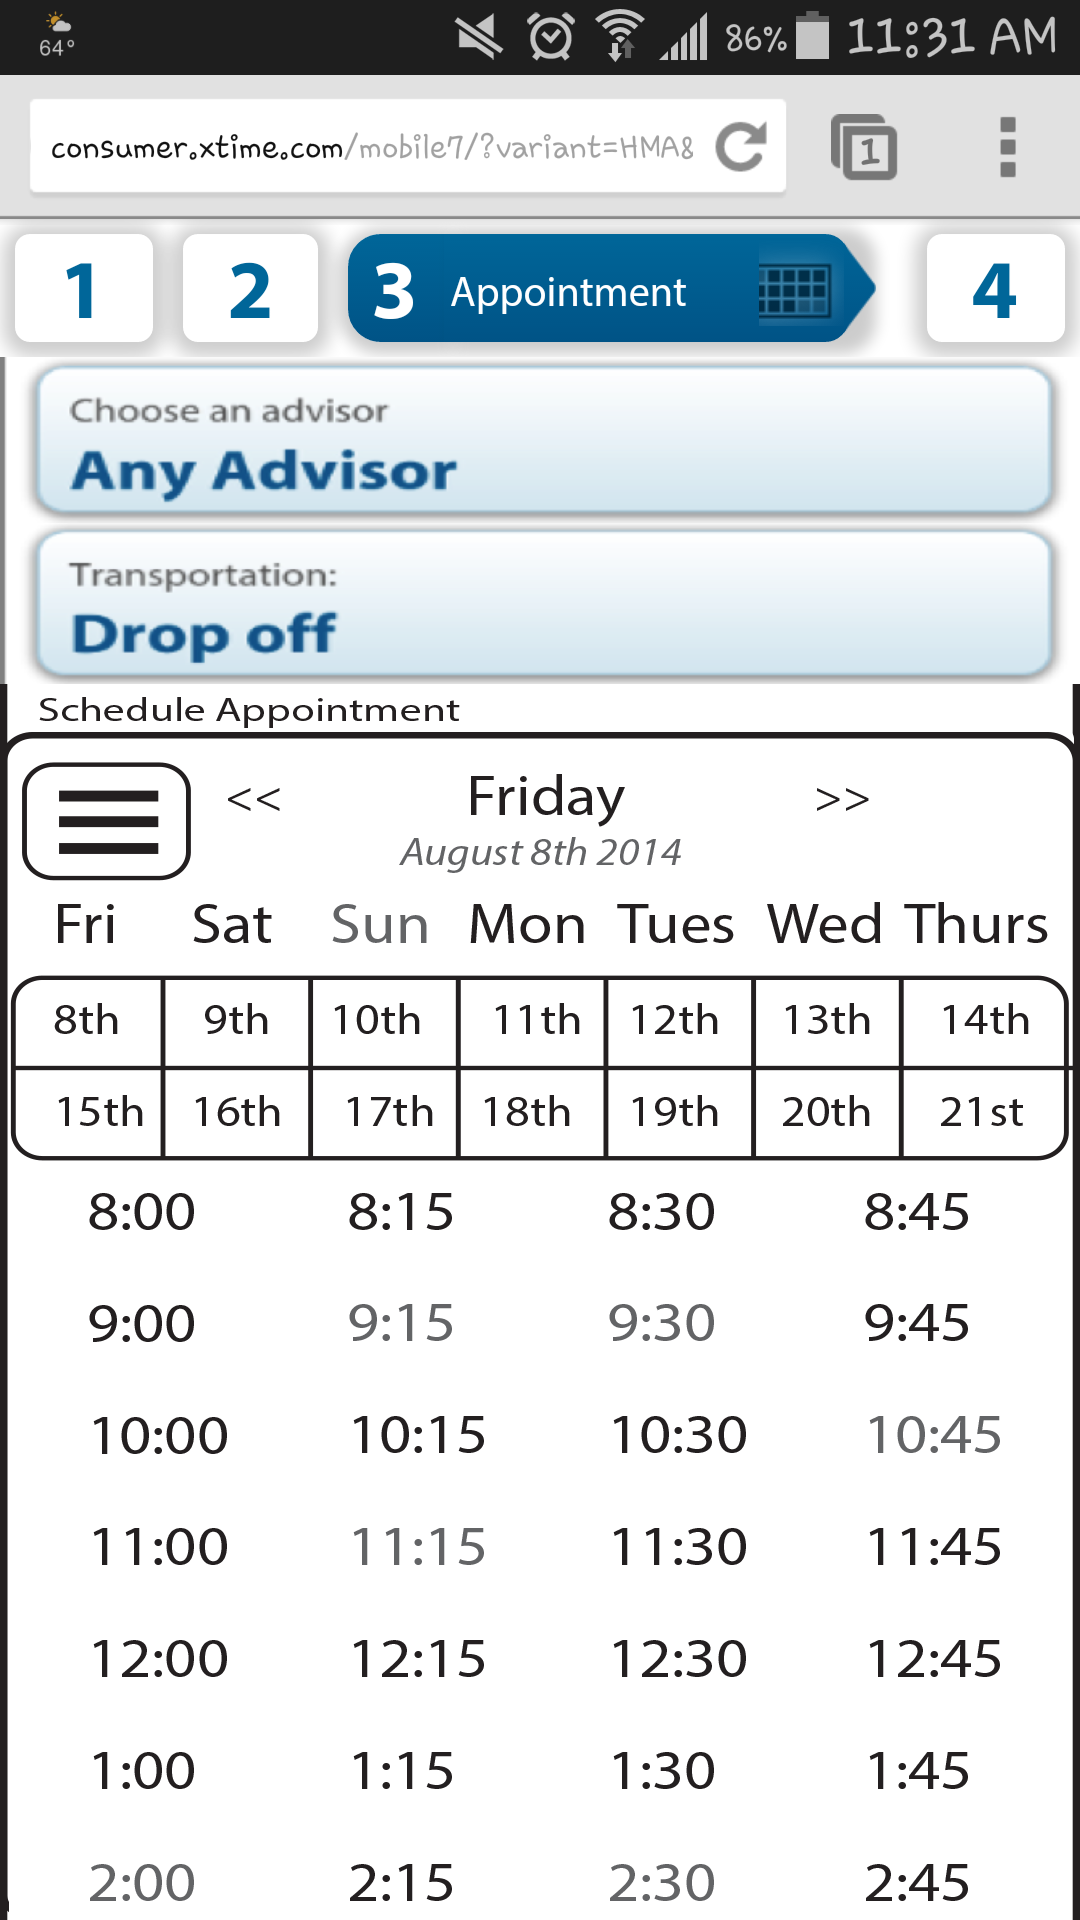 64°
86% 11:31 AM
consumer.xtime.com/mobile7/?variant=HMA&
1
1 2 3 Appointment 4
Choose an advisor
Any Advisor
Transportation:
Drop off
Schedule Appointment
<< Friday >>
August 8th 2014
Fri Sat Sun Mon Tues Wed Thurs
8th 9th 10th 11th 12th 13th 14th
15th 16th 17th 18th 19th 20th 21st
8:00 8:15 8:30 8:45
9:00 9:15 9:30 9:45
10:00 10:15 10:30 10:45
11:00 11:15 11:30 11:45
12:00 12:15 12:30 12:45
1:00 1:15 1:30 1:45
2:00 2:15 2:30 2:45